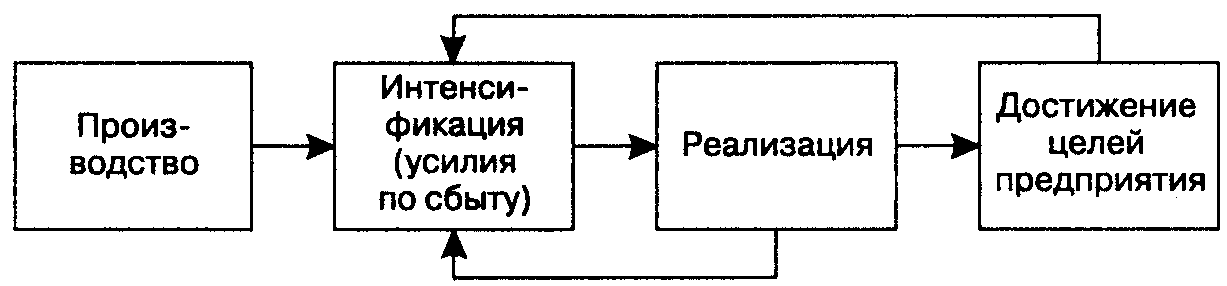 Произ-
водство
Интенси-
фикация
(усилия
по сбыту)
Реализация
Достижение
целей
предприятия